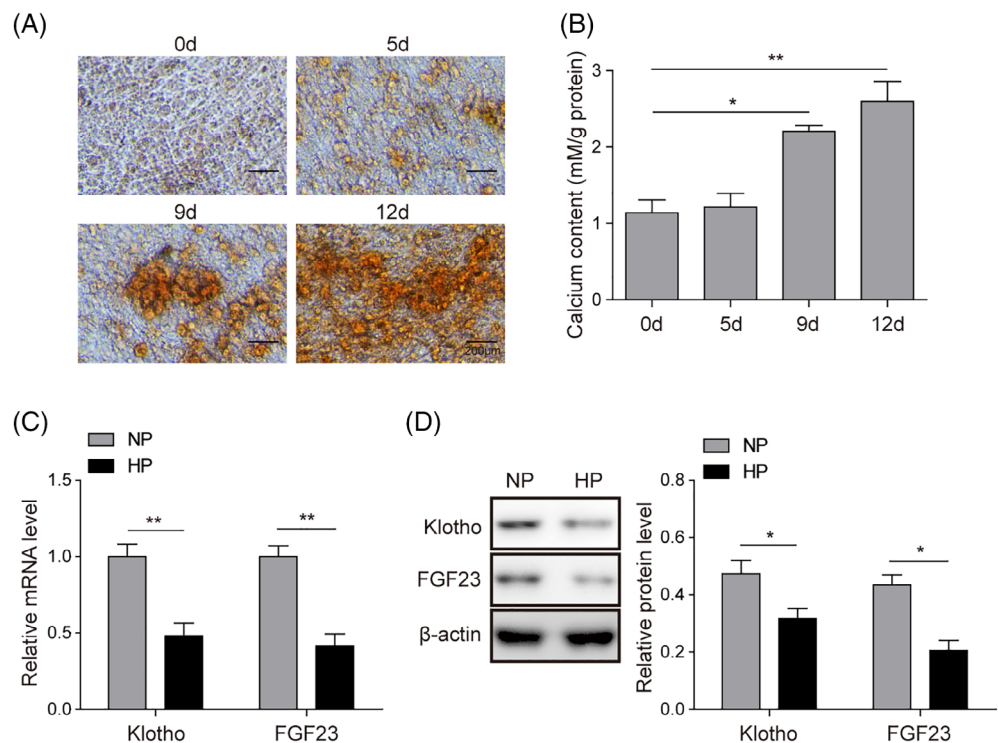 (A)
0d 5d
9d 12d
200μm
(B)
Calcium content (mM/g protein)
3
2
1
0
**
*
0d 5d 9d 12d
(C)
NP
HP
Relative mRNA level
1.5
1.0
0.5
0.0
** **
Klotho FGF23
(D)
NP HP
Klotho
FGF23
β-actin
NP
HP
Relative protein level
0.8
0.6
0.4
0.2
0.0
* *
Klotho FGF23